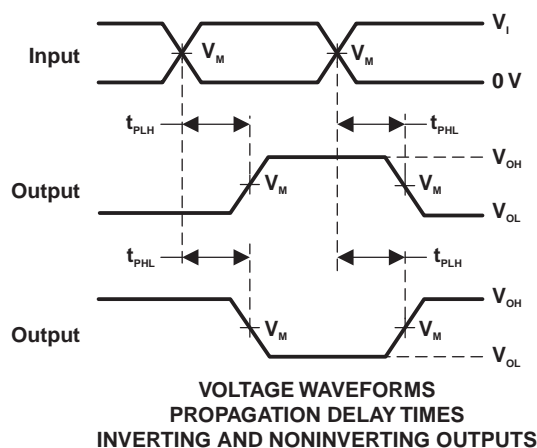 V_I
Input
V_M V_M
0 V
t_PLH t_PHL
V_OH
Output
V_M V_M
V_OL
t_PHL t_PLH
V_OH
Output
V_M V_M
V_OL
VOLTAGE WAVEFORMS
PROPAGATION DELAY TIMES
INVERTING AND NONINVERTING OUTPUTS